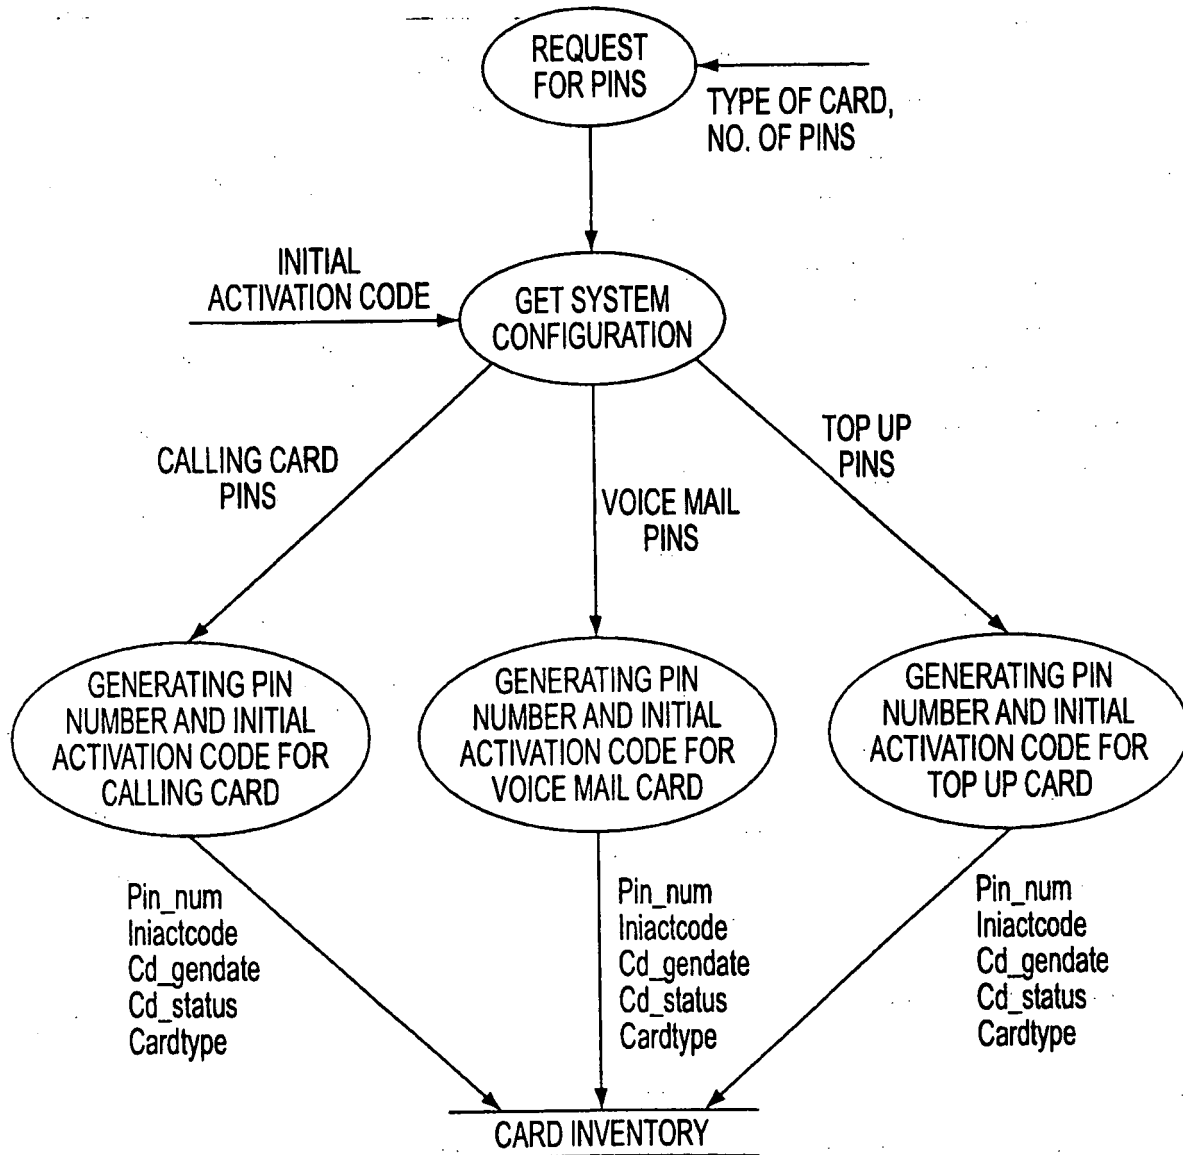 REQUEST
FOR PINS
TYPE OF CARD,
NO. OF PINS
INITIAL
ACTIVATION CODE
GET SYSTEM
CONFIGURATION
CALLING CARD
PINS
VOICE MAIL
PINS
TOP UP
PINS
GENERATING PIN
NUMBER AND INITIAL
ACTIVATION CODE FOR
CALLING CARD
GENERATING PIN
NUMBER AND INITIAL
ACTIVATION CODE FOR
VOICE MAIL CARD
GENERATING PIN
NUMBER AND INITIAL
ACTIVATION CODE FOR
TOP UP CARD
Pin_num
Iniactcode
Cd_gendate
Cd_status
Cardtype
Pin_num
Iniactcode
Cd_gendate
Cd_status
Cardtype
Pin_num
Iniactcode
Cd_gendate
Cd_status
Cardtype
CARD INVENTORY